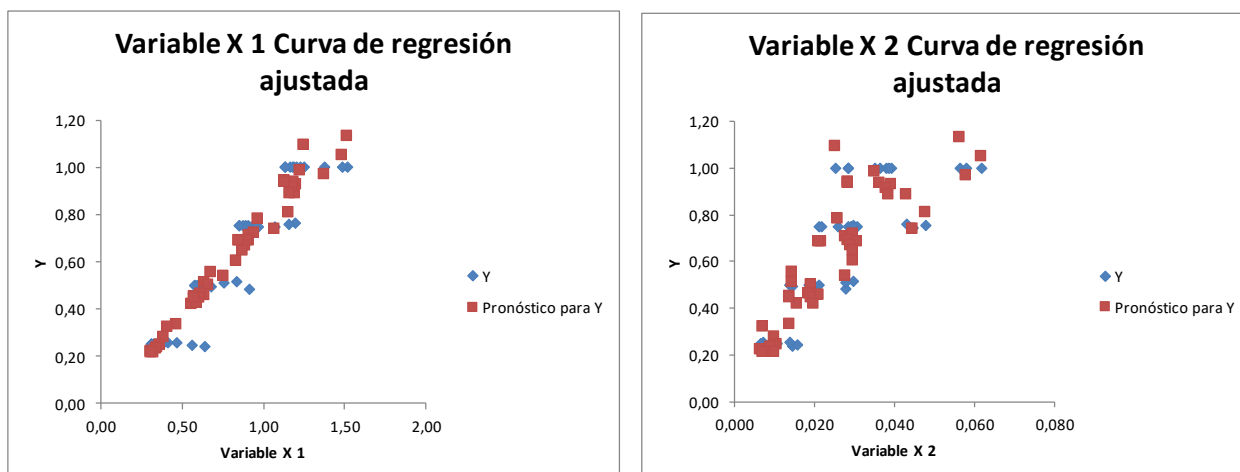 Variable X 1 Curva de regresión
ajustada
1,20
1,00
0,80
0,60
0,40
0,20
0,00
Y
0,00 0,50 1,00 1,50 2,00
Variable X 1
Y
Pronóstico para Y
Variable X 2 Curva de regresión
ajustada
1,20
1,00
0,80
0,60
0,40
0,20
0,00
Y
0,000 0,020 0,040 0,060 0,080
Variable X 2
Y
Pronóstico para Y